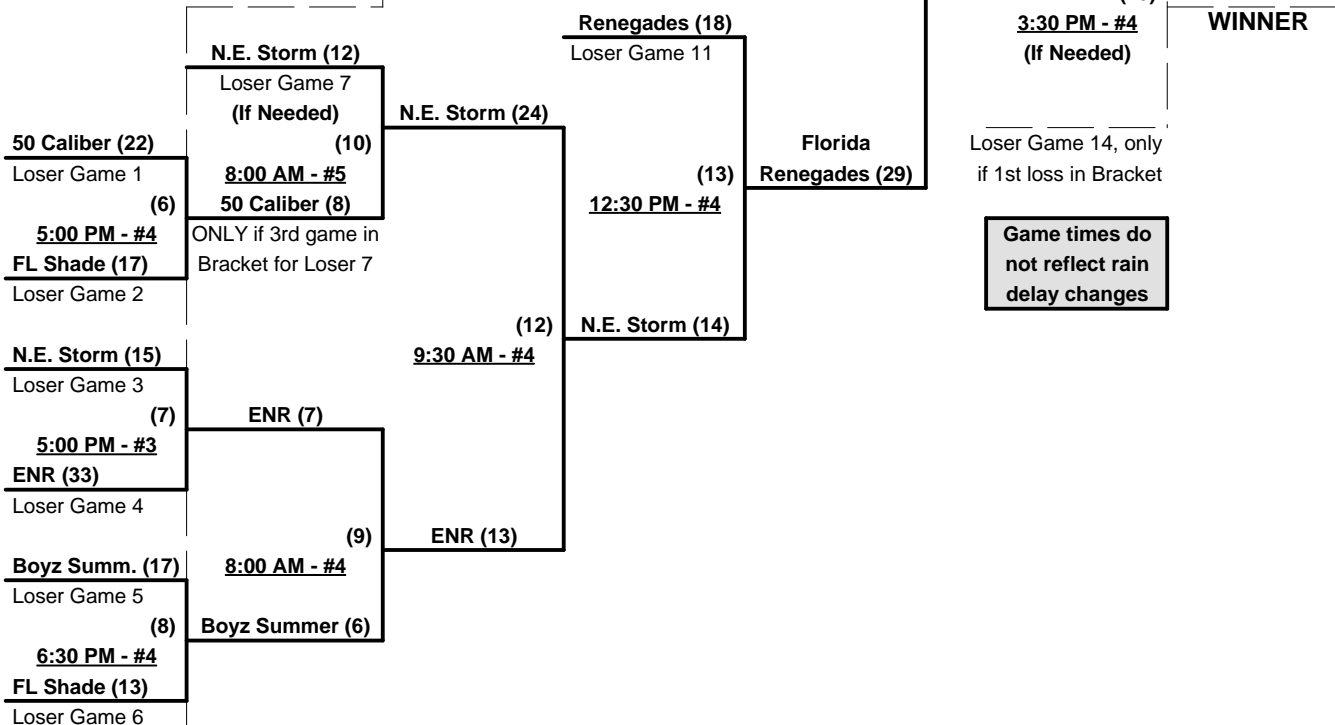 Renegades (18)
Loser Game 11
3:30 PM - #4
(If Needed)
WINNER
N.E. Storm (12)
Loser Game 7
(If Needed)
(10)
8:00 AM - #5
50 Caliber (8)
ONLY if 3rd game in
Bracket for Loser 7
N.E. Storm (24)
50 Caliber (22)
Loser Game 1
(6)
5:00 PM - #4
FL Shade (17)
Loser Game 2
(13)
12:30 PM - #4
Florida
Renegades (29)
Loser Game 14, only
if 1st loss in Bracket
Game times do
not reflect rain
delay changes
(12)
9:30 AM - #4
N.E. Storm (14)
N.E. Storm (15)
Loser Game 3
(7)
5:00 PM - #3
ENR (33)
Loser Game 4
ENR (7)
(9)
8:00 AM - #4
ENR (13)
Boyz Summ. (17)
Loser Game 5
(8)
6:30 PM - #4
FL Shade (13)
Loser Game 6
Boyz Summer (6)